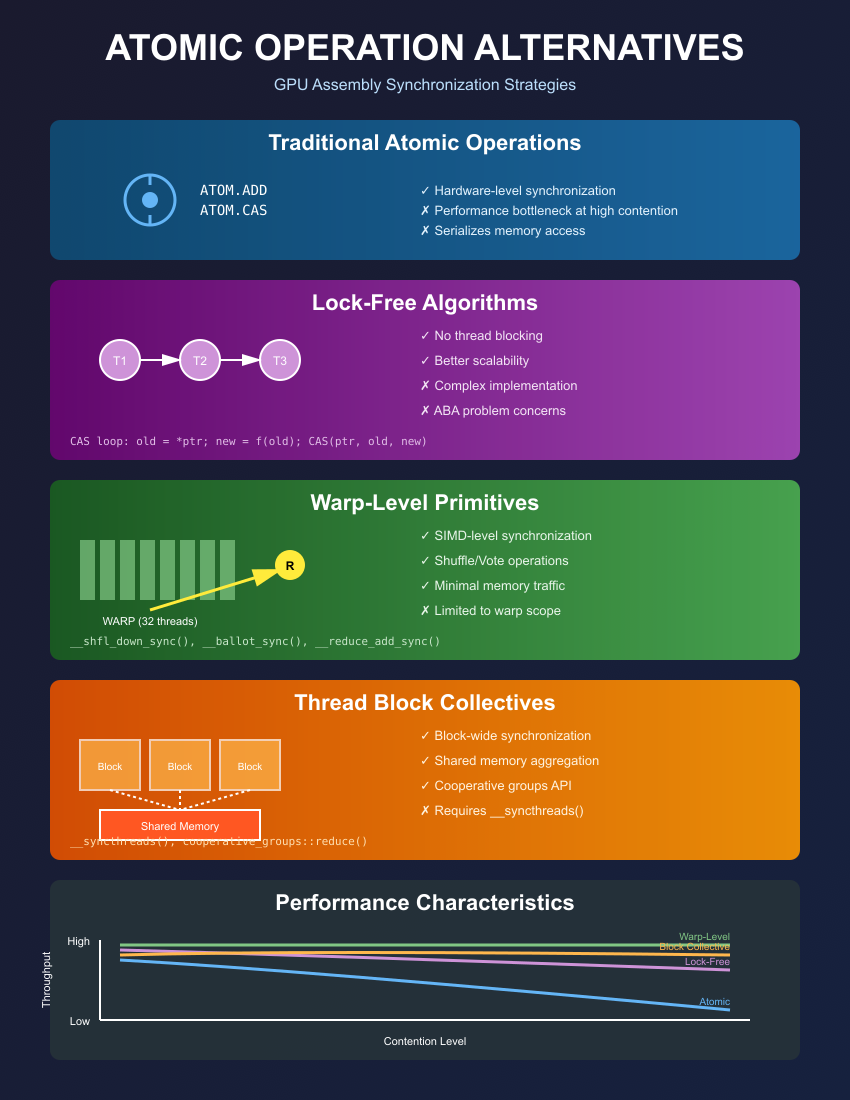 ATOMIC OPERATION ALTERNATIVES
GPU Assembly Synchronization Strategies
Traditional Atomic Operations
ATOM.ADD
ATOM.CAS
✓ Hardware-level synchronization
✗ Performance bottleneck at high contention
✗ Serializes memory access
Lock-Free Algorithms
T1 T2 T3
✓ No thread blocking
✓ Better scalability
✗ Complex implementation
✗ ABA problem concerns
CAS loop: old = *ptr; new = f(old); CAS(ptr, old, new)
Warp-Level Primitives
R
WARP (32 threads)
✓ SIMD-level synchronization
✓ Shuffle/Vote operations
✓ Minimal memory traffic
✗ Limited to warp scope
__shfl_down_sync(), __ballot_sync(), __reduce_add_sync()
Thread Block Collectives
Block Block Block
Shared Memory
✓ Block-wide synchronization
✓ Shared memory aggregation
✓ Cooperative groups API
✗ Requires __syncthreads()
__syncthreads(), cooperative_groups::reduce()
Performance Characteristics
High
Throughput
Low
Warp-Level
Block Collective
Lock-Free
Atomic
Contention Level